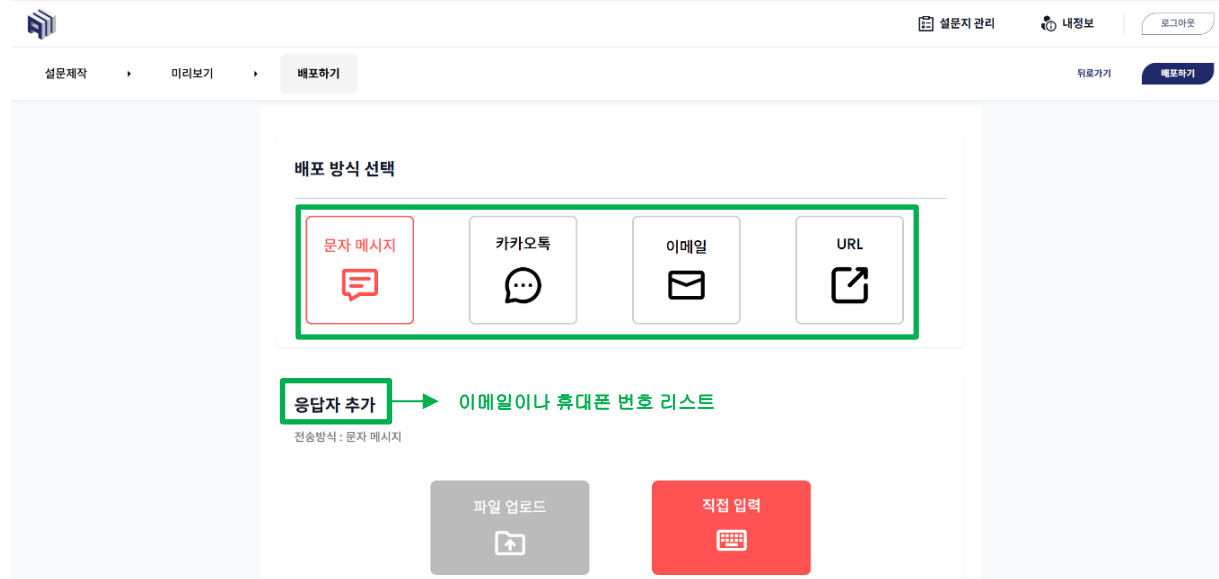 설문지 관리 내정보 로그아웃
설문제작 미리보기 배포하기 뒤로가기 배포하기
배포 방식 선택
문자 메시지 카카오톡 이메일 URL
응답자 추가 이메일이나 휴대폰 번호 리스트
전송방식 : 문자 메시지
파일 업로드 직접 입력